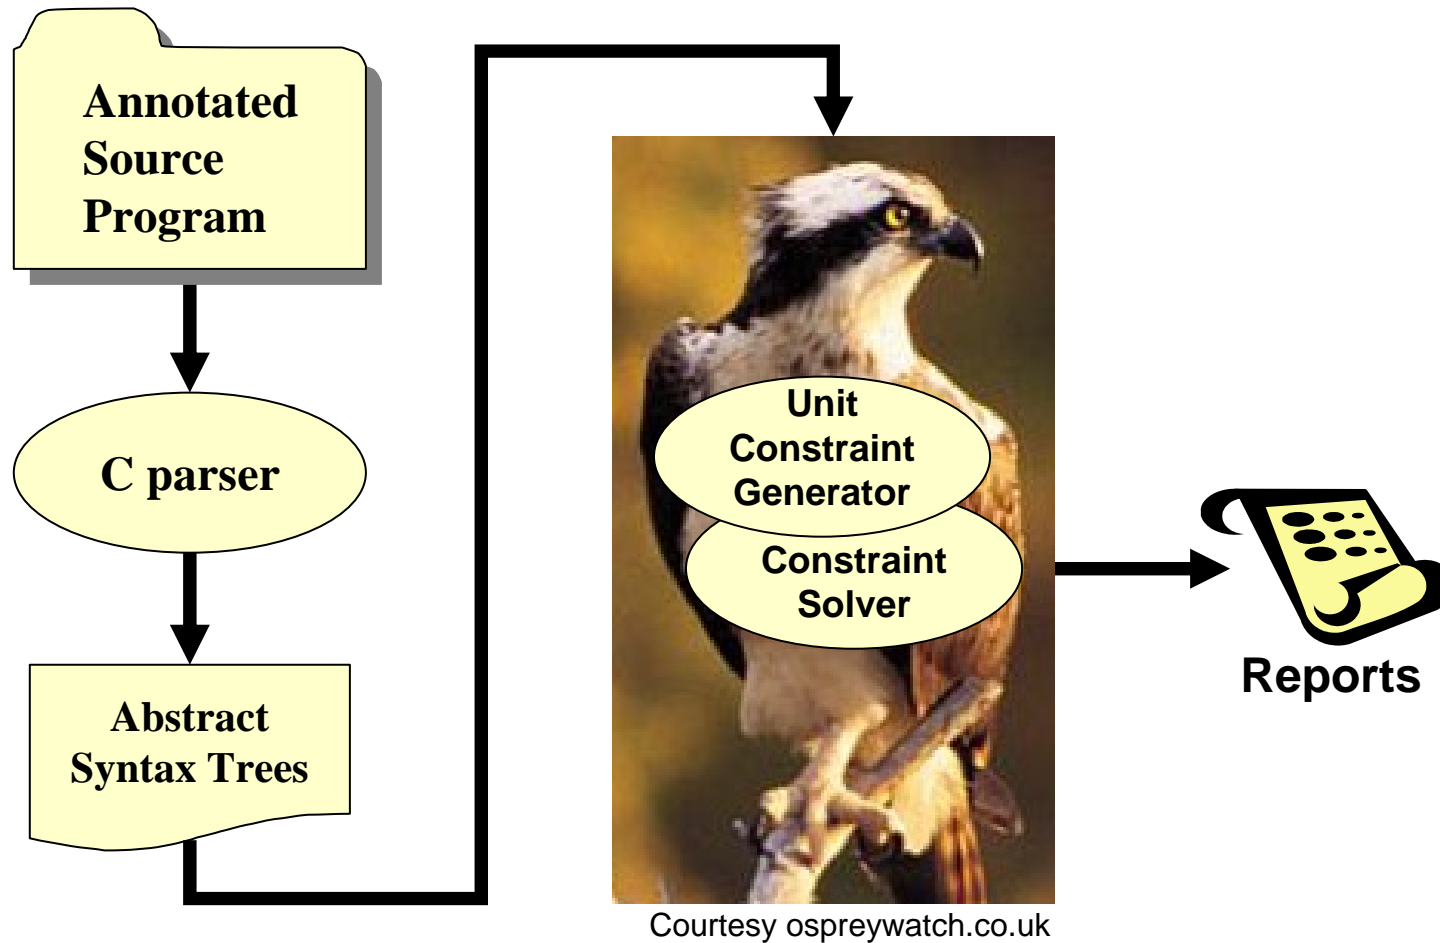 Annotated
Source
Program
C parser
Abstract
Syntax Trees
Unit
Constraint
Generator
Constraint
Solver
Reports
Courtesy ospreywatch.co.uk